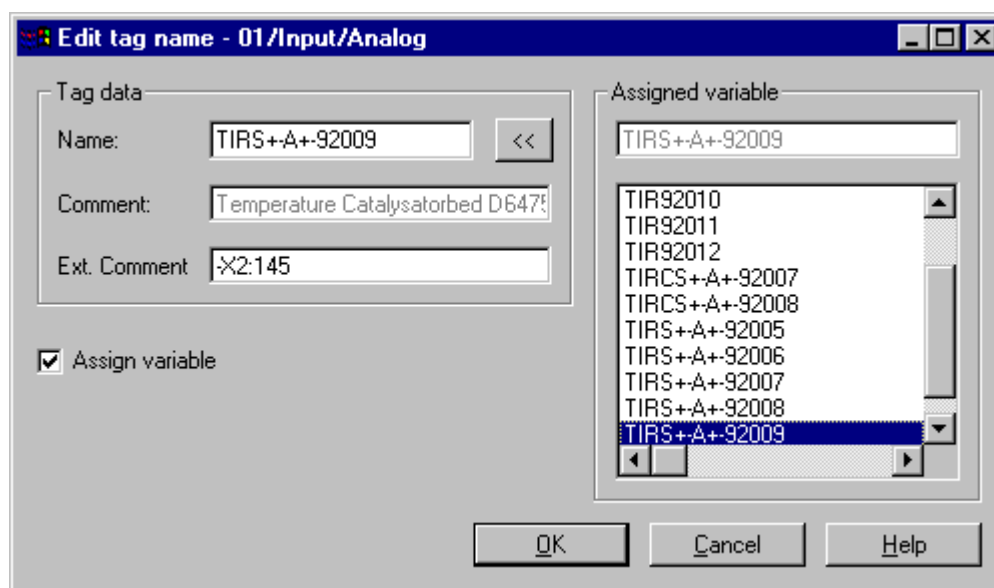 Edit tag name - 01/Input/Analog
Tag data
Name:
TIRS+-A+-92009
<<
Comment:
Temperature Catalysatorbed D6475
Ext. Comment
-X2:145
Assign variable
Assigned variable
TIRS+-A+-92009
TIR92010
TIR92011
TIR92012
TIRCS+-A+-92007
TIRCS+-A+-92008
TIRS+-A+-92005
TIRS+-A+-92006
TIRS+-A+-92007
TIRS+-A+-92008
TIRS+-A+-92009
OK
Cancel
Help